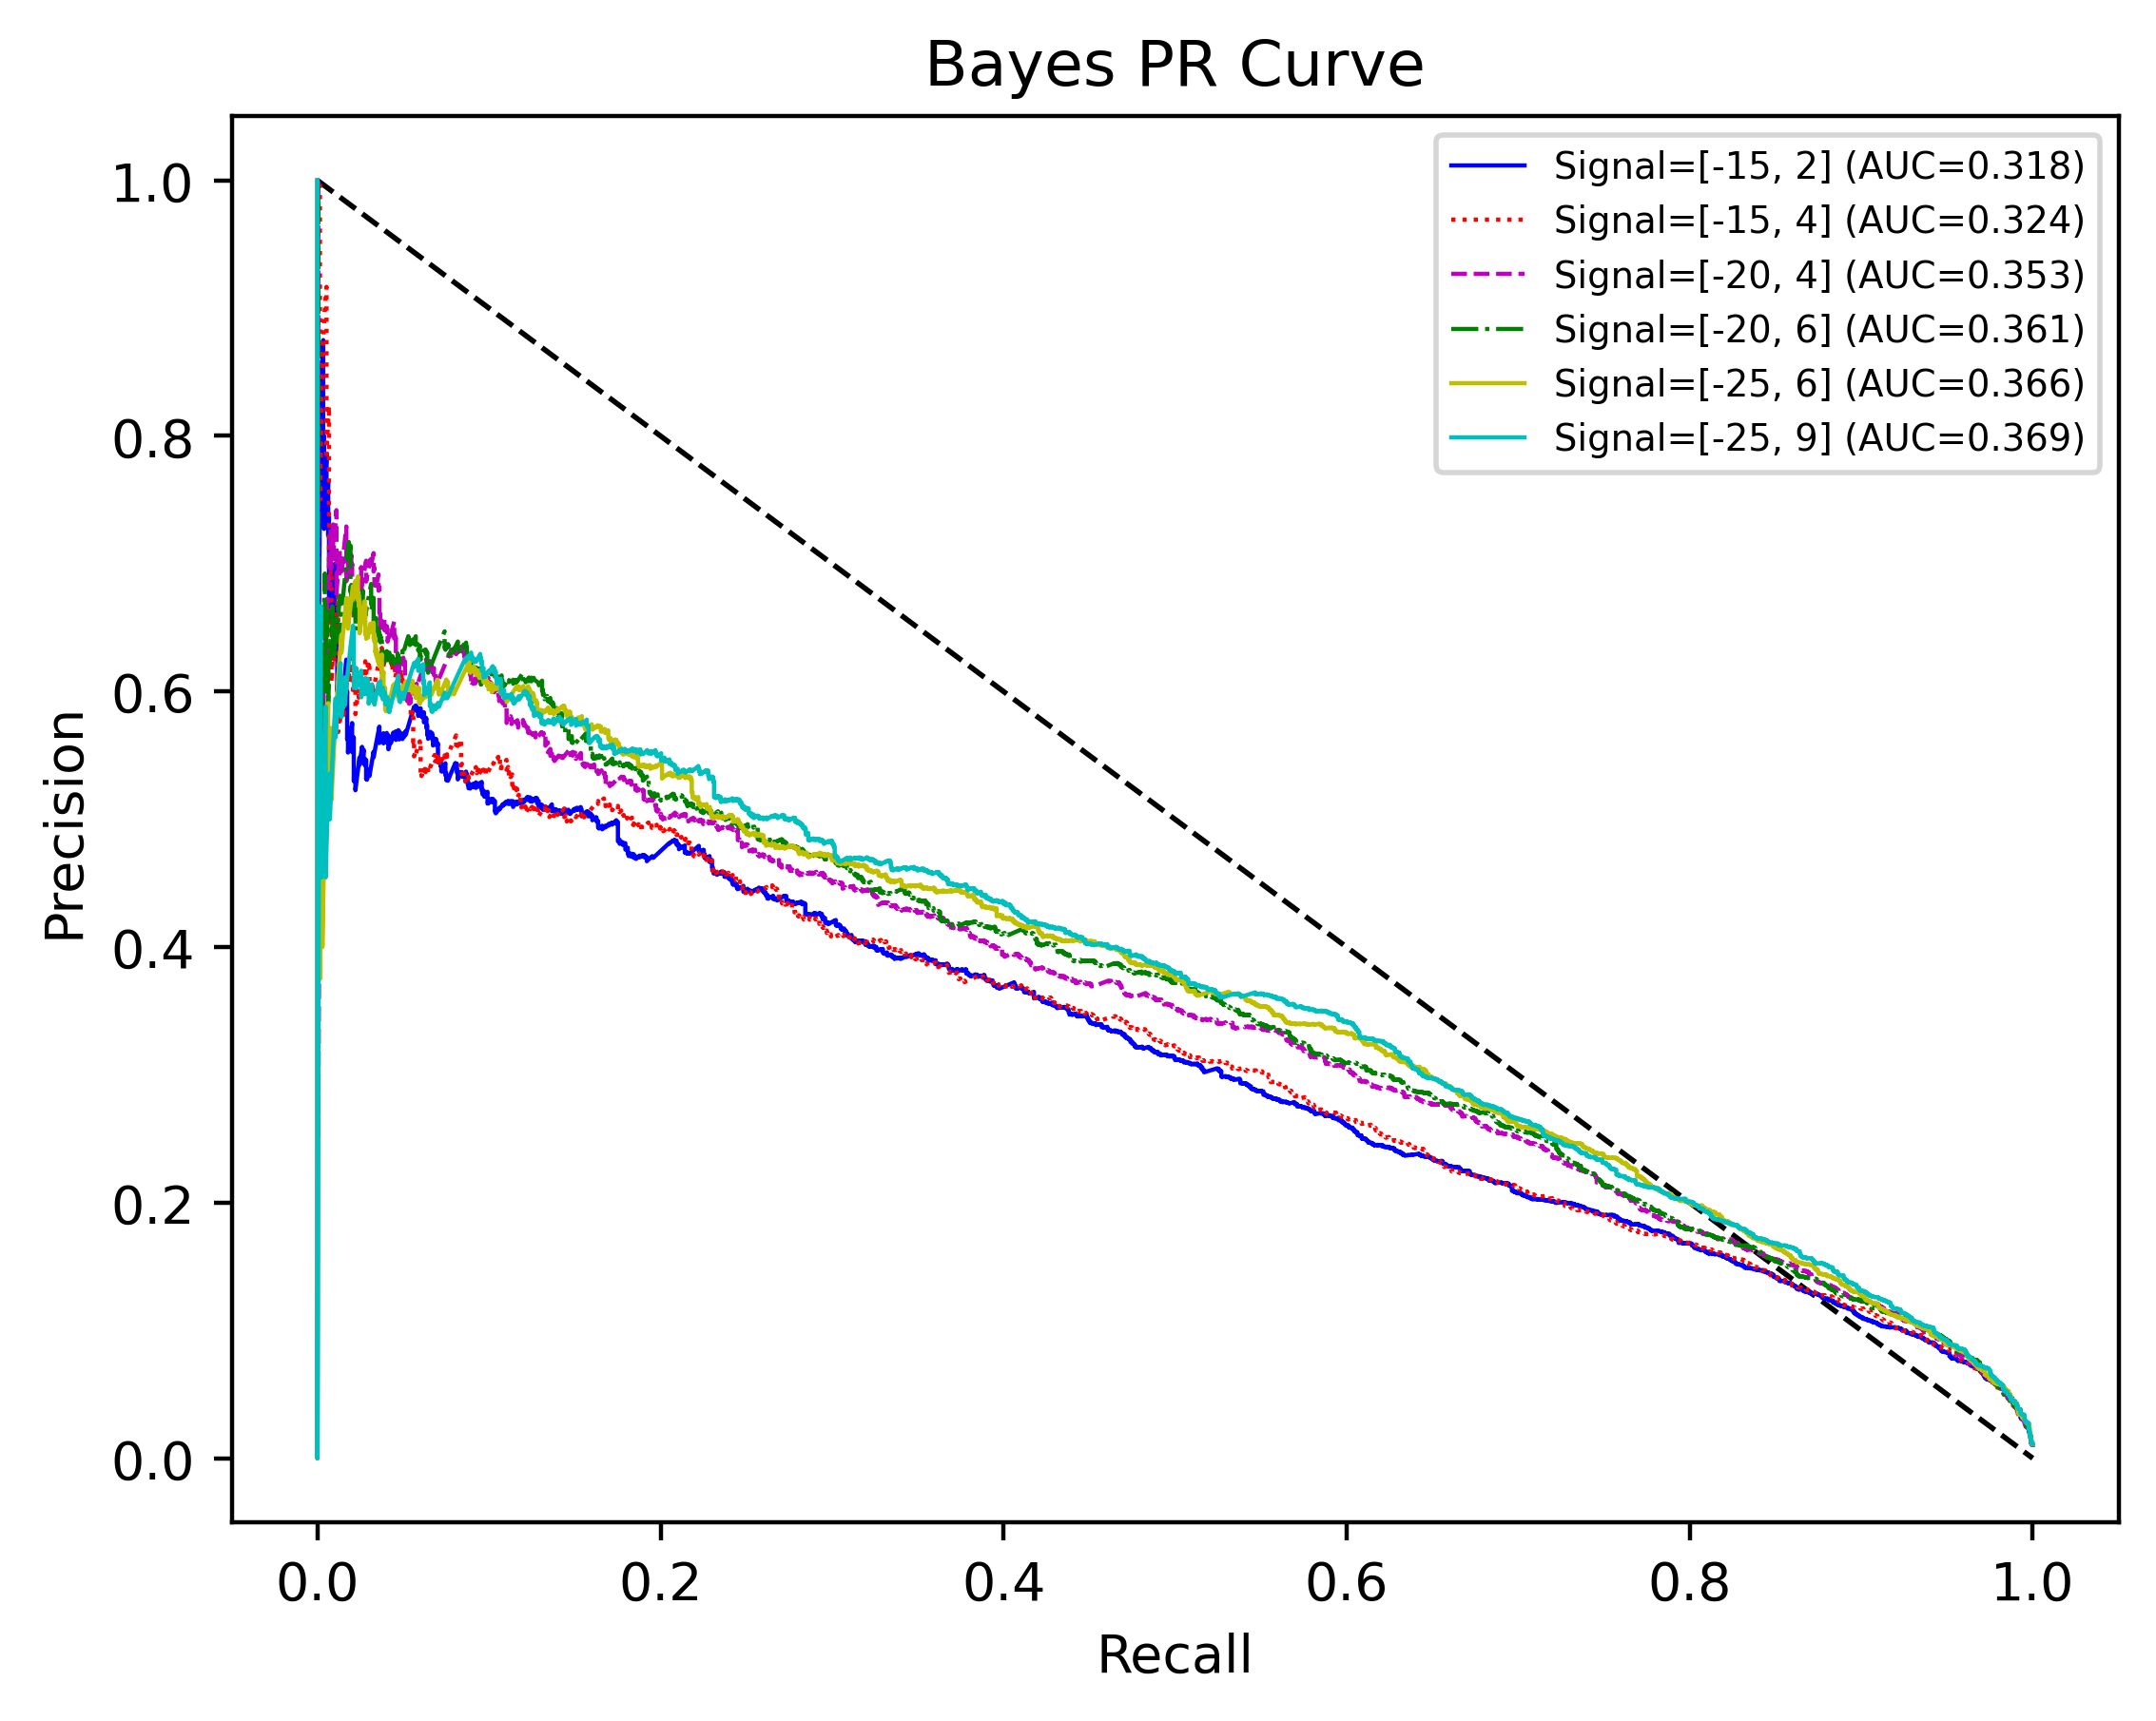 Bayes PR Curve
Signal=[-15, 2] (AUC=0.318)
Signal=[-15, 4] (AUC=0.324)
Signal=[-20, 4] (AUC=0.353)
Signal=[-20, 6] (AUC=0.361)
Signal=[-25, 6] (AUC=0.366)
Signal=[-25, 9] (AUC=0.369)
Precision
1.0
0.8
0.6
0.4
0.2
0.0
0.0 0.2 0.4 0.6 0.8 1.0
Recall